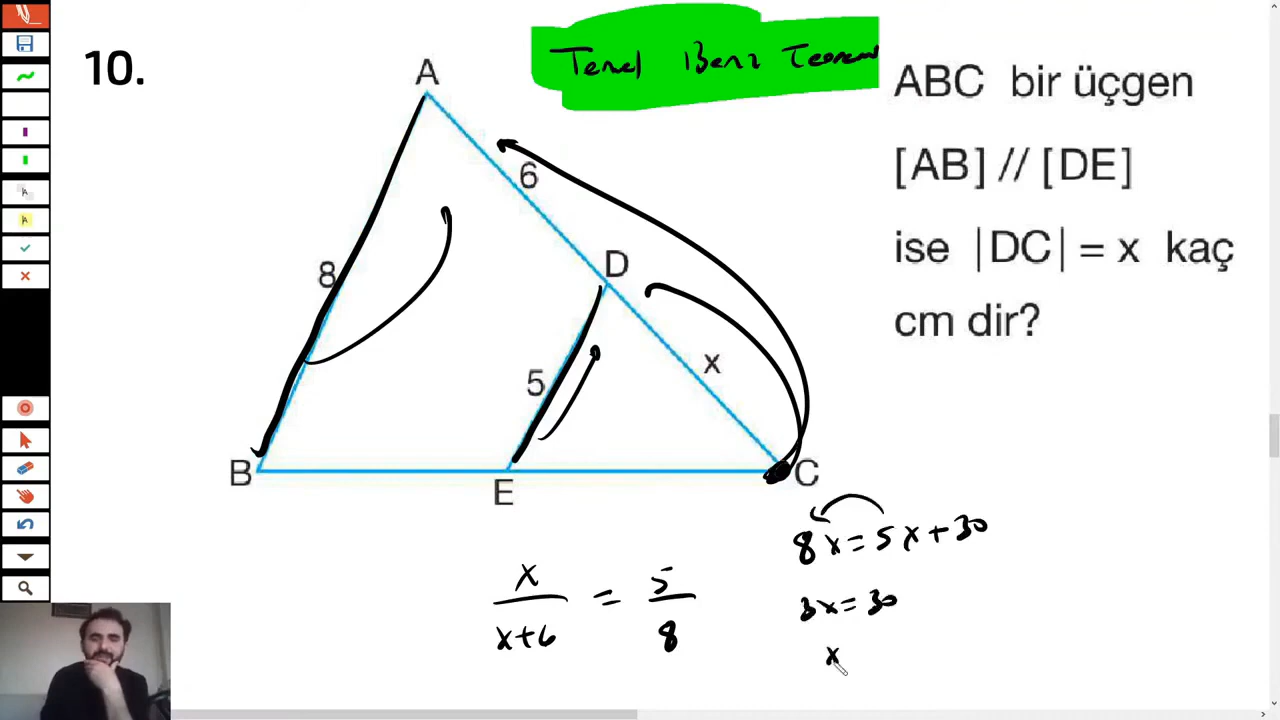 10.
Temel Benz Teoremi
A
6
8
D
x
5
B
E
C
ABC bir üçgen
[AB] // [DE]
ise |DC| = x kaç
cm dir?
x/x+6 = 5/8
8x=5x+30
3x=30
x